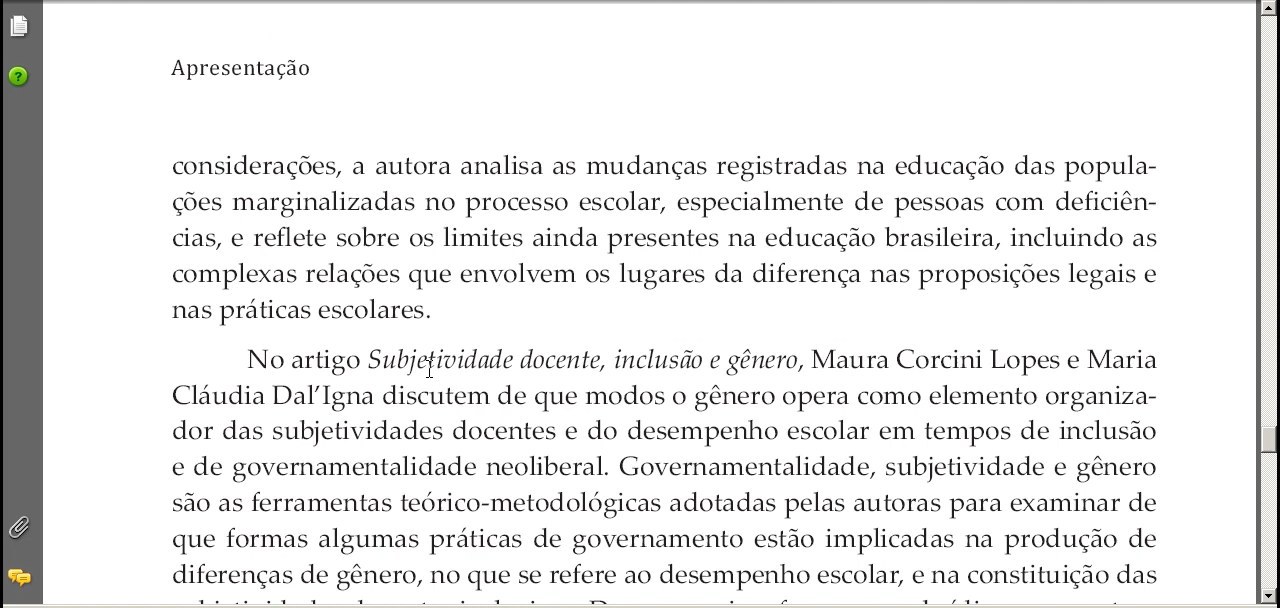 Apresentação
considerações, a autora analisa as mudanças registradas na educação das popula-
ções marginalizadas no processo escolar, especialmente de pessoas com deficiên-
cias, e reflete sobre os limites ainda presentes na educação brasileira, incluindo as
complexas relações que envolvem os lugares da diferença nas proposições legais e
nas práticas escolares.
No artigo Subjetividade docente, inclusão e gênero, Maura Corcini Lopes e Maria
Cláudia Dal’Igna discutem de que modos o gênero opera como elemento organiza-
dor das subjetividades docentes e do desempenho escolar em tempos de inclusão
e de governamentalidade neoliberal. Governamentalidade, subjetividade e gênero
são as ferramentas teórico-metodológicas adotadas pelas autoras para examinar de
que formas algumas práticas de governamento estão implicadas na produção de
diferenças de gênero, no que se refere ao desempenho escolar, e na constituição das